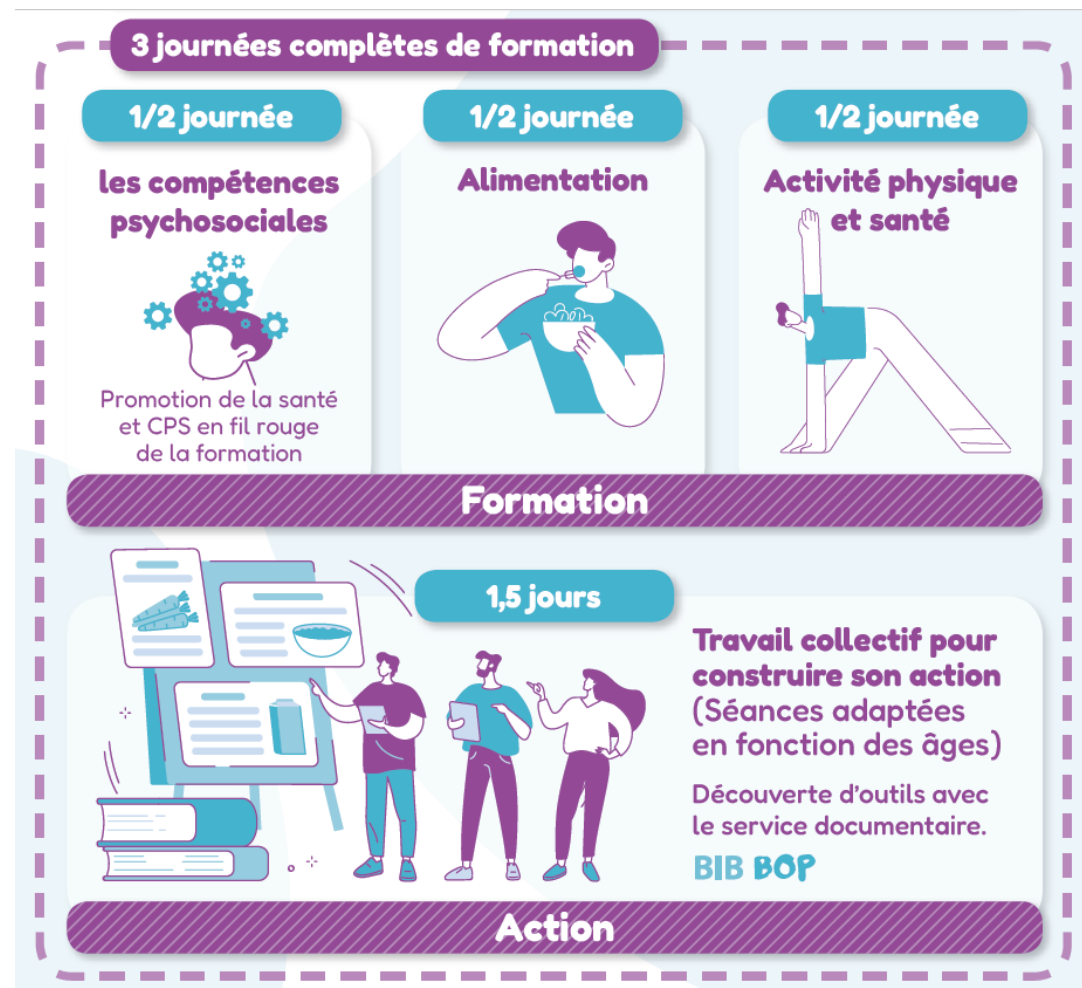 3 journées complètes de formation
1/2 journée
les compétences
psychosociales
Promotion de la santé
et CPS en fil rouge
de la formation
1/2 journée
Alimentation
1/2 journée
Activité physique
et santé
Formation
1,5 jours
Travail collectif pour
construire son action
(Séances adaptées
en fonction des âges)
Découverte d'outils avec
le service documentaire.
BIB BOP
Action